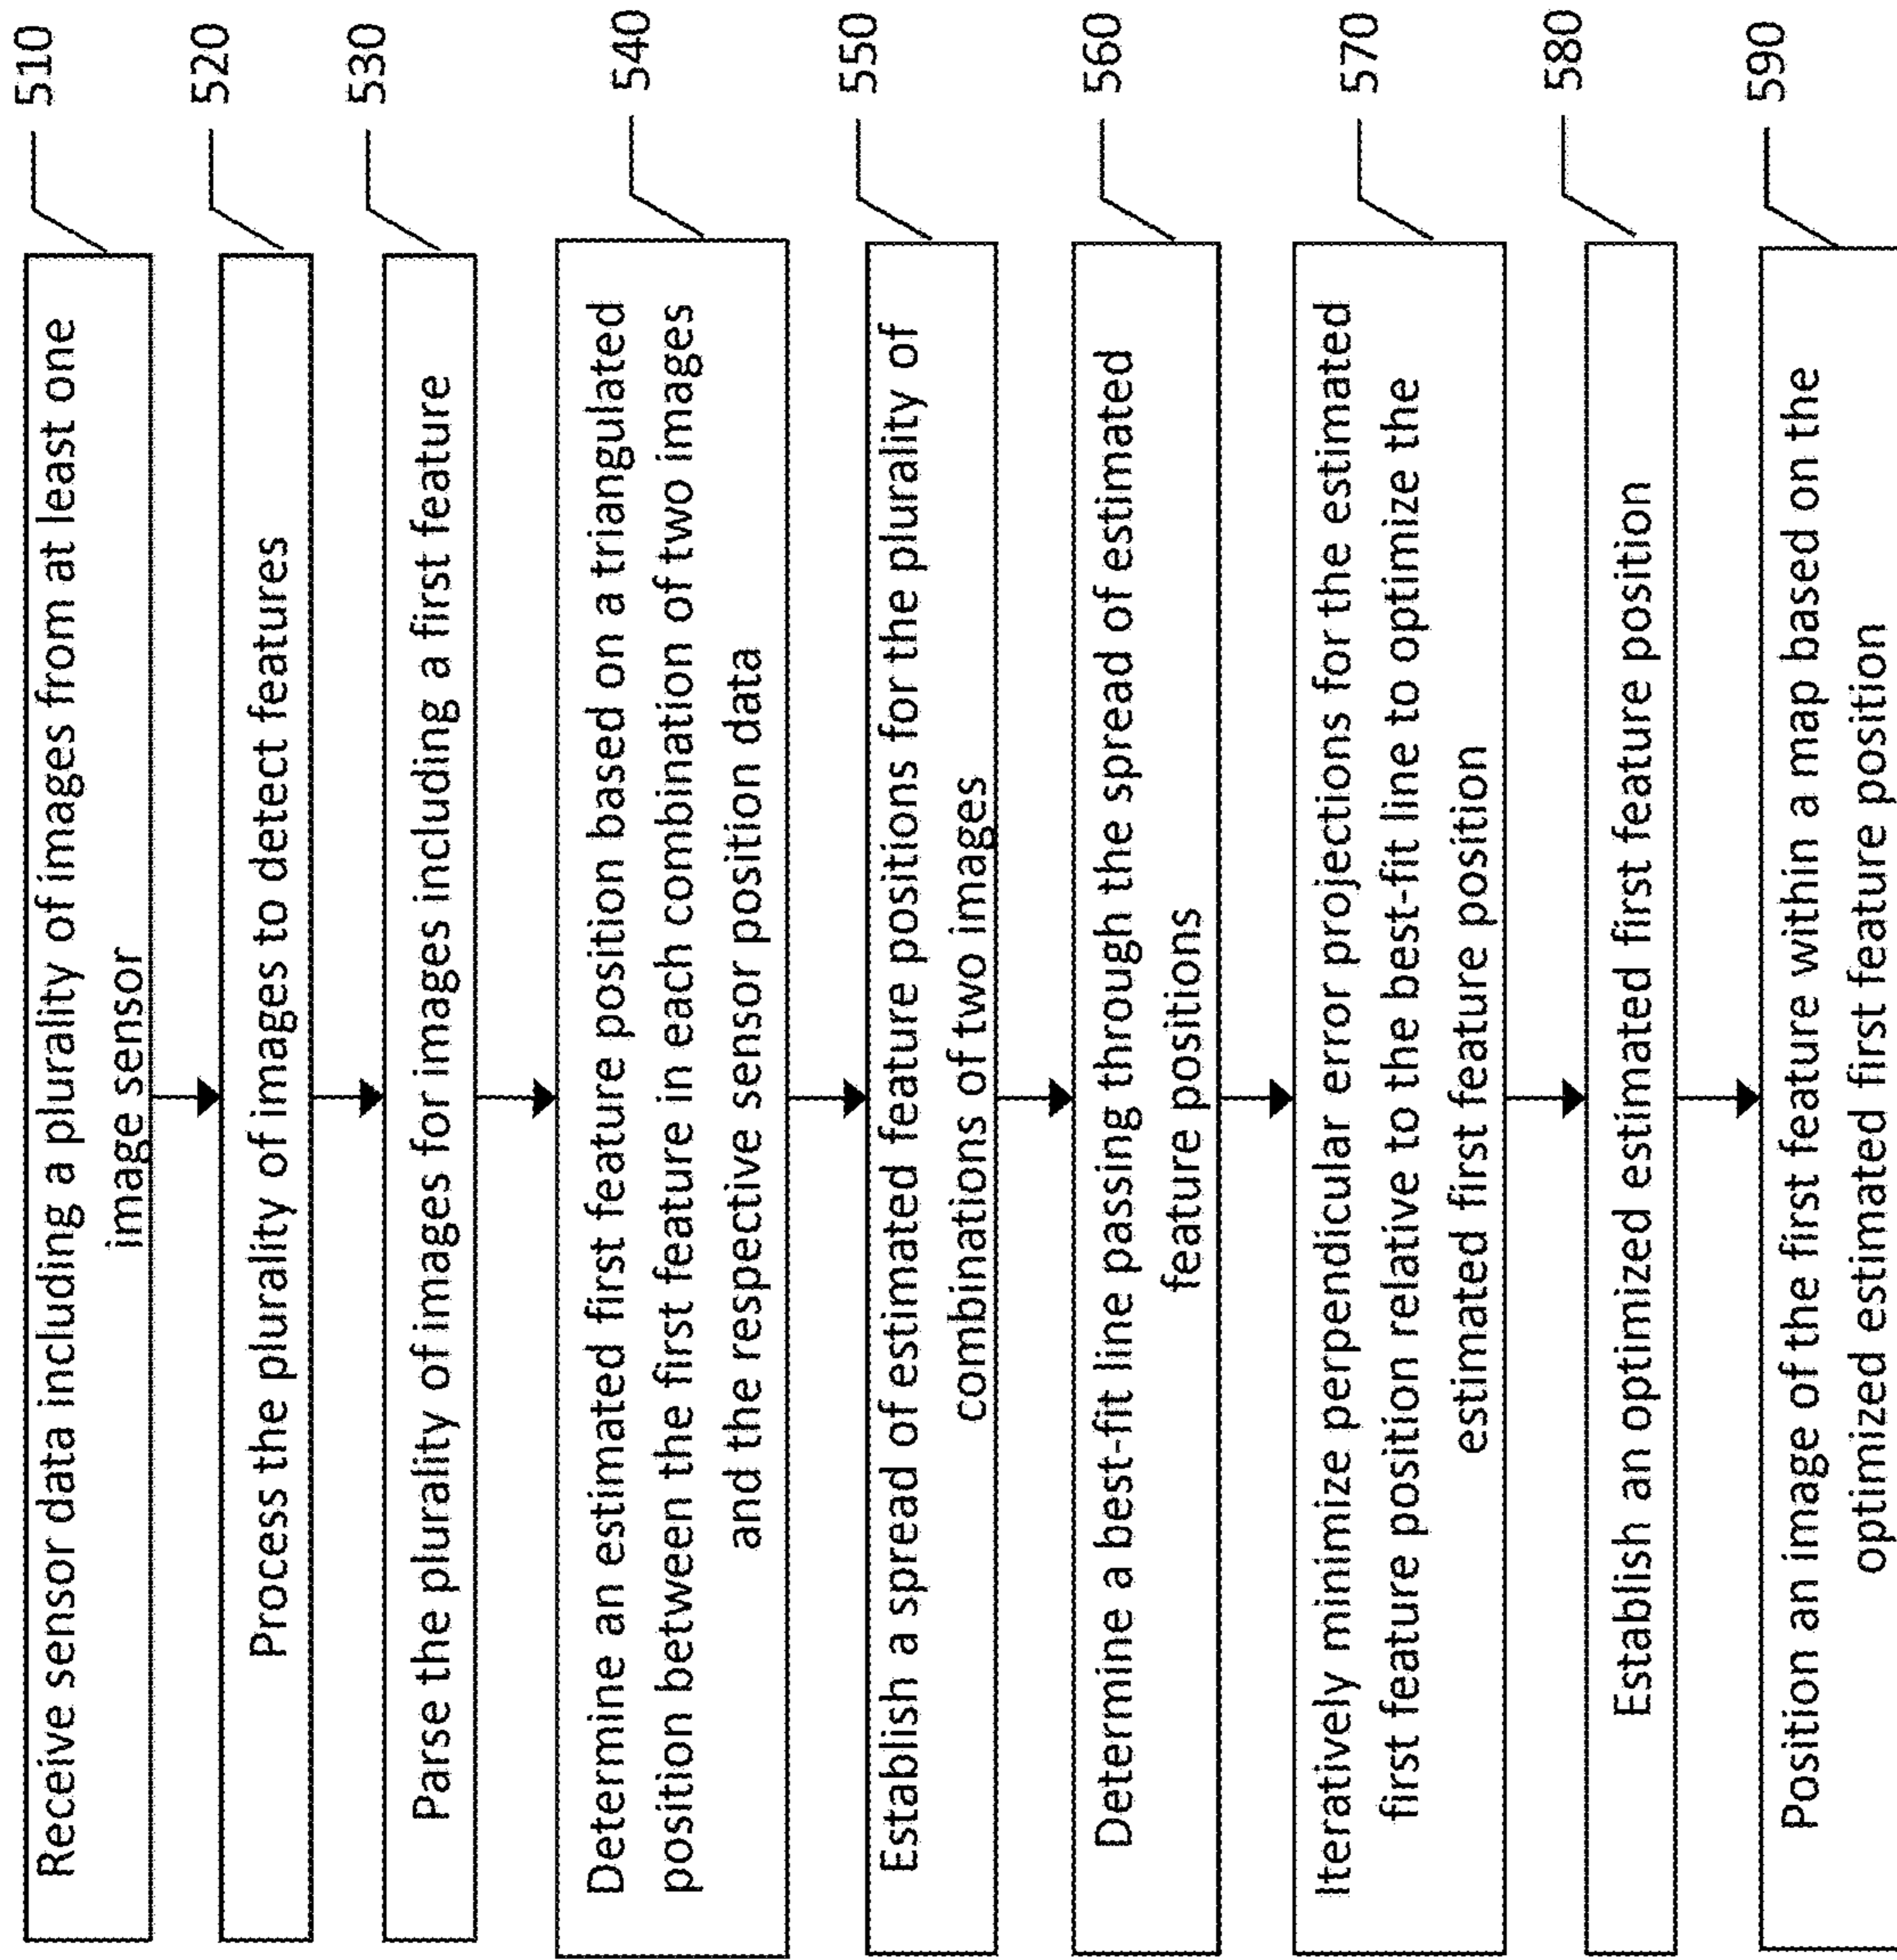 Receive sensor data including a plurality of images from at least one
image sensor
510
Process the plurality of images to detect features
520
Parse the plurality of images for images including a first feature
530
Determine an estimated first feature position based on a triangulated
position between the first feature in each combination of two images
and the respective sensor position data
540
Establish a spread of estimated feature positions for the plurality of
combinations of two images
550
Determine a best-fit line passing through the spread of estimated
feature positions
560
Iteratively minimize perpendicular error projections for the estimated
first feature position relative to the best-fit line to optimize the
estimated first feature position
570
Establish an optimized estimated first feature position
580
Position an image of the first feature within a map based on the
optimized estimated first feature position
590